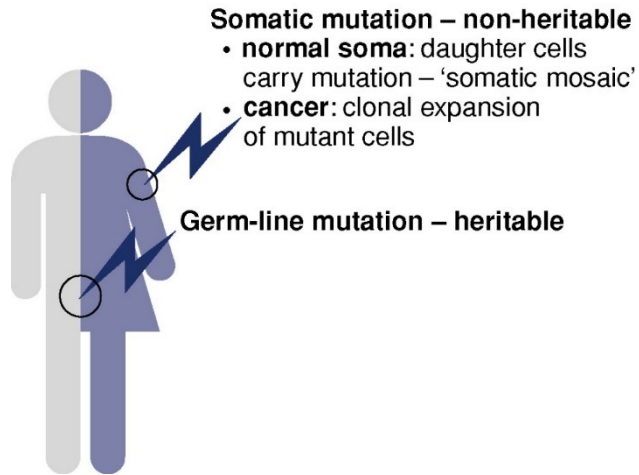 Somatic mutation – non-heritable
• normal soma: daughter cells
carry mutation – ‘somatic mosaic’
• cancer: clonal expansion
of mutant cells
Germ-line mutation – heritable